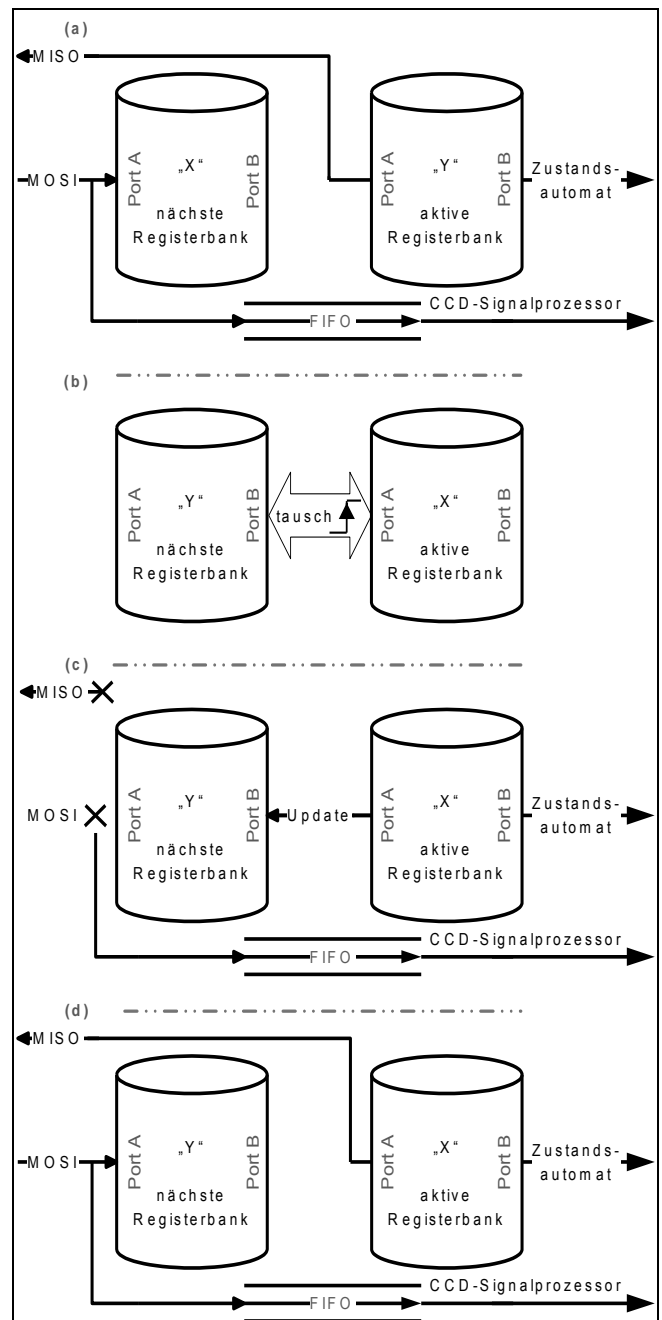 (a)
MISO
Port A
„X“
nächste
Registerbank
Port B
Port A
„Y“
aktive
Registerbank
Port B
MOSI
Zustands-
automat
CCD-Signalprozessor
FIFO
(b)
Port A
„Y“
nächste
Registerbank
Port B
tausch
Port A
„X“
aktive
Registerbank
Port B
(c)
MISO
MOSI
Port A
„Y“
nächste
Registerbank
Port B
Update
Port A
„X“
aktive
Registerbank
Port B
Zustands-
automat
CCD-Signalprozessor
FIFO
(d)
MISO
MOSI
Port A
„Y“
nächste
Registerbank
Port B
Port A
„X“
aktive
Registerbank
Port B
Zustands-
automat
CCD-Signalprozessor
FIFO